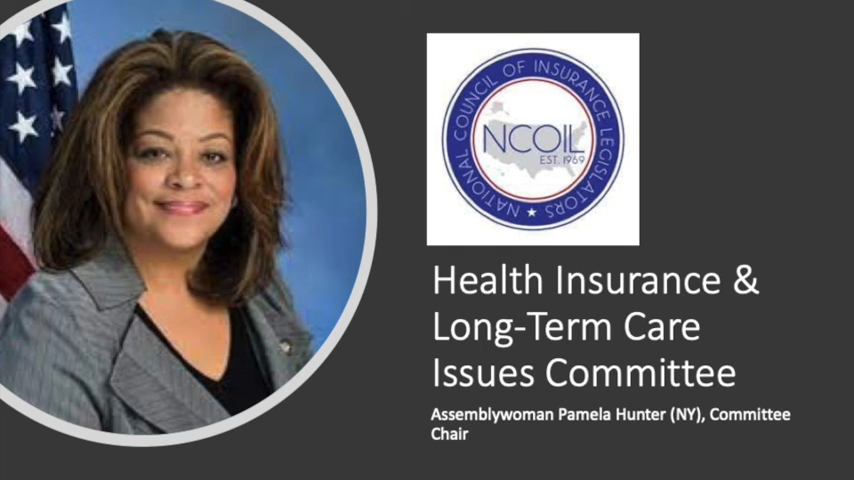 NATIONAL COUNCIL OF INSURANCE LEGISLATORS
NCOIL
EST. 1969
Health Insurance &
Long-Term Care
Issues Committee
Assemblywoman Pamela Hunter (NY), Committee
Chair